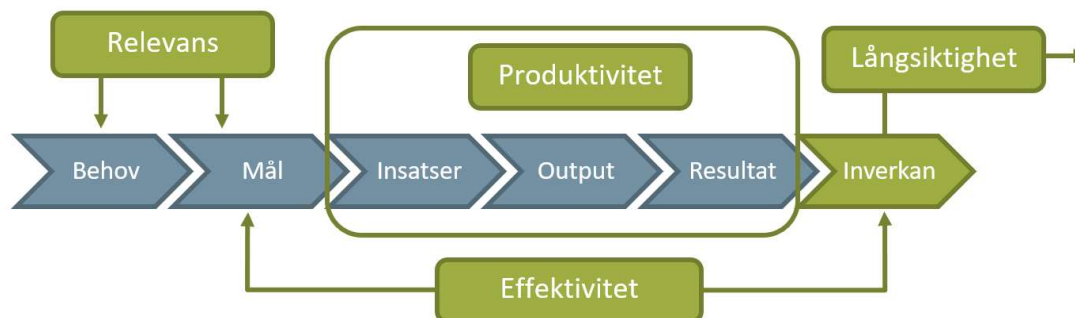 Relevans
Produktivitet
Långsiktighet
Behov
Mål
Insatser
Output
Resultat
Inverkan
Effektivitet